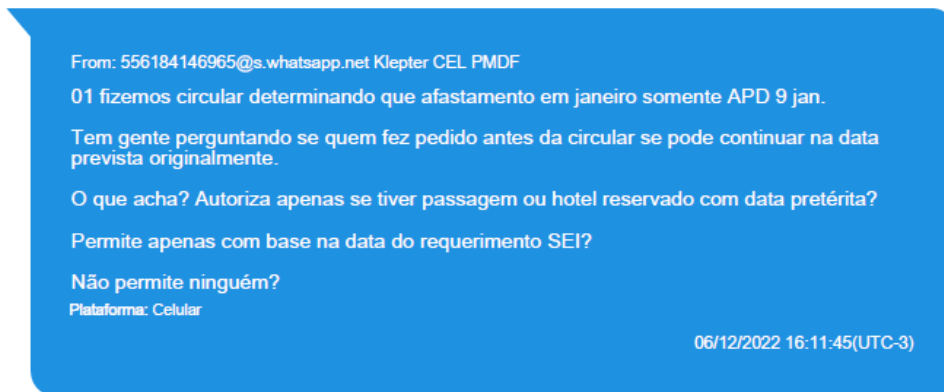 From: 556184146965@s.whatsapp.net Klepter CEL PMDF
01 fizemos circular determinando que afastamento em janeiro somente APD 9 jan.
Tem gente perguntando se quem fez pedido antes da circular se pode continuar na data
prevista originalmente.
O que acha? Autoriza apenas se tiver passagem ou hotel reservado com data pretérita?
Permite apenas com base na data do requerimento SEI?
Não permite ninguém?
Plataforma: Celular
06/12/2022 16:11:45(UTC-3)